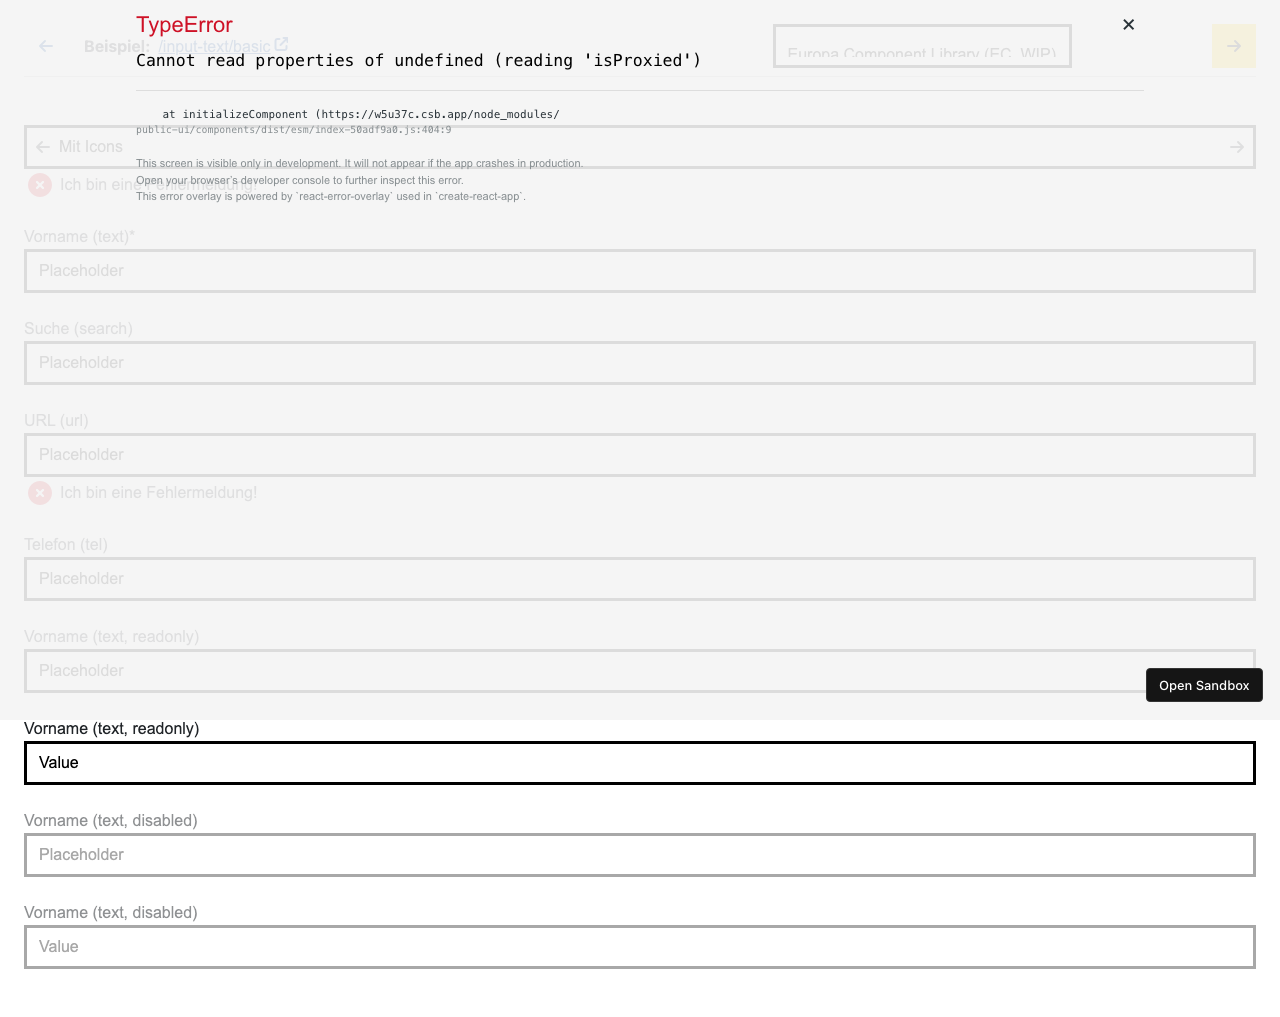 TypeError
Beispiel: /input-text/basic
Europa Component Library (EC, WIP)
Cannot read properties of undefined (reading 'isProxied')
at initializeComponent (https://w5u37c.csb.app/node_modules/
public-ui/components/dist/esm/index-50adf9a0.js:404:9
Mit Icons
This screen is visible only in development. It will not appear if the app crashes in production.
Open your browser's developer console to further inspect this error.
Ich bin eine Fehlermeldung!
This error overlay is powered by `react-error-overlay` used in `create-react-app`.
Vorname (text)*
Placeholder
Suche (search)
Placeholder
URL (url)
Placeholder
Ich bin eine Fehlermeldung!
Telefon (tel)
Placeholder
Vorname (text, readonly)
Placeholder
Open Sandbox
Vorname (text, readonly)
Value
Vorname (text, disabled)
Placeholder
Vorname (text, disabled)
Value